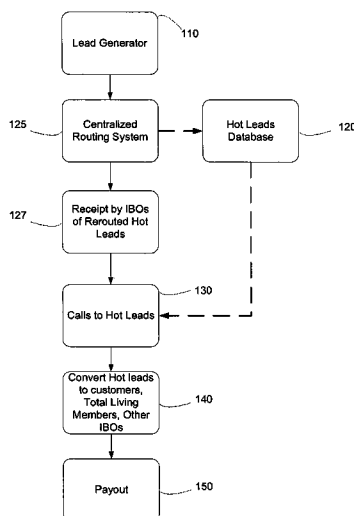 Lead Generator
110
125
Centralized
Routing System
Hot Leads
Database
120
127
Receipt by IBOs
of Rerouted Hot
Leads
130
Calls to Hot Leads
Convert Hot leads
to customers,
Total Living
Members, Other
IBOs
140
Payout
150